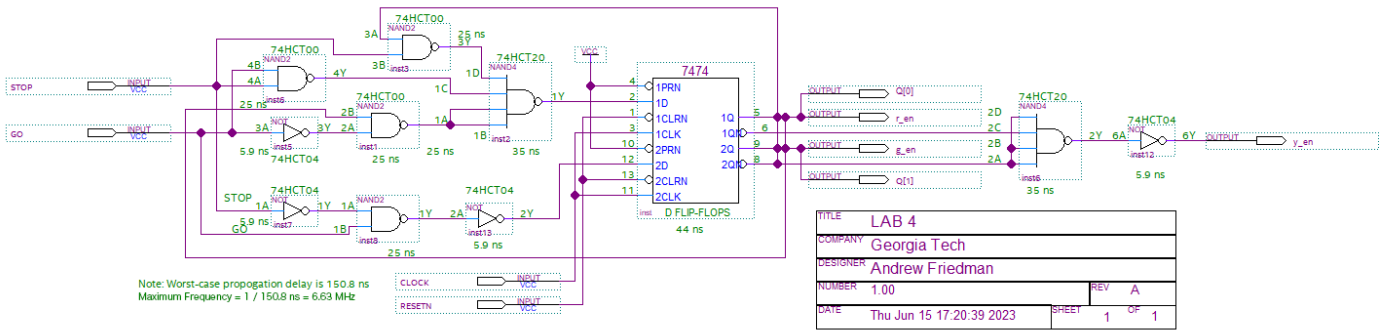 74HCT00
3A NAND2 25 ns
3Y
3B inst3
74HCT00
4B NAND2 4Y
4A
inst6
25 ns
STOP INPUT VCC
74HCT20
1D NAND4
1C
1A 1Y
1B inst2
35 ns
74HCT00
2B NAND2
2A
inst1
25 ns
25 ns
GO INPUT VCC
3A NOT 3Y
inst5
5.9 ns
74HCT04
STOP
74HCT04
1A NOT 1Y
5.9 ns inst7
GO
1A NAND2 1Y
1B inst8
25 ns
74HCT04
2A NOT 2Y
inst13
5.9 ns
VCC
7474
4 1PRN
2 1D
1 1CLRN
3 1CLK
10 2PRN
12 2D
13 2CLRN
11 2CLK
1Q 5
1QN 6
2Q 9
2QN 8
inst D FLIP-FLOPS
44 ns
CLOCK INPUT VCC
RESETN INPUT VCC
OUTPUT Q[0]
OUTPUT r_en
OUTPUT g_en
OUTPUT Q[1]
74HCT20
2D NAND4
2C
2B
2A
2Y
inst6
35 ns
74HCT04
6A NOT 6Y
inst12
5.9 ns
OUTPUT y_en
Note: Worst-case propogation delay is 150.8 ns
Maximum Frequency = 1 / 150.8 ns = 6.63 MHz
TITLE LAB 4
COMPANY Georgia Tech
DESIGNER Andrew Friedman
NUMBER 1.00 REV A
DATE Thu Jun 15 17:20:39 2023 SHEET 1 OF 1